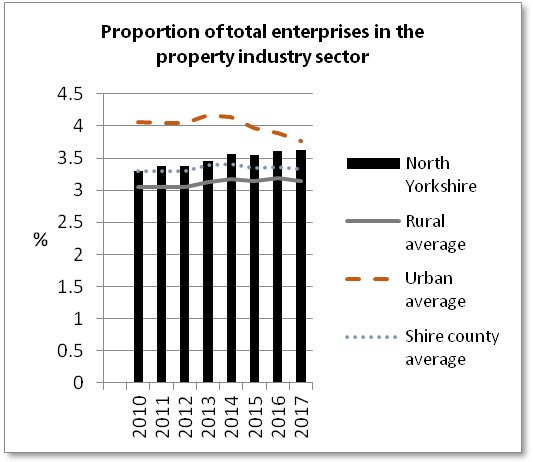 Proportion of total enterprises in the
property industry sector
4.5
4
3.5
3
2.5
2
1.5
1
0.5
0
%
2010
2011
2012
2013
2014
2015
2016
2017
North
Yorkshire
Rural
average
Urban
average
Shire county
average